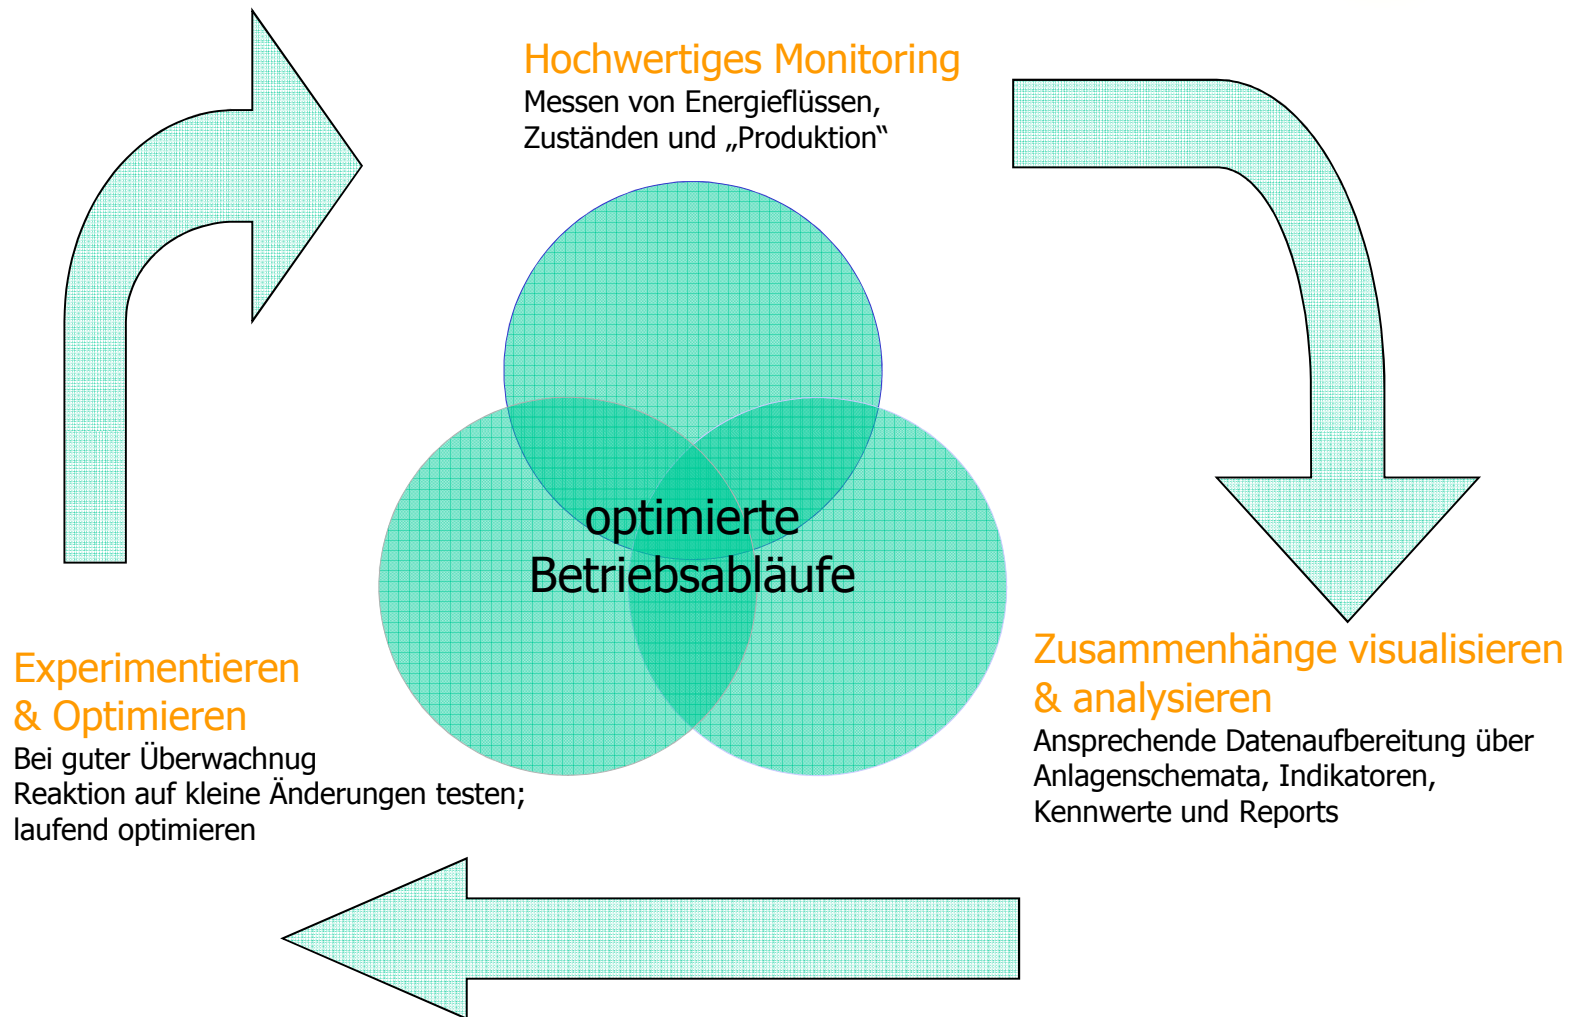 Hochwertiges Monitoring
Messen von Energieflüssen,
Zuständen und „Produktion“
optimierte
Betriebsabläufe
Zusammenhänge visualisieren
& analysieren
Ansprechende Datenaufbereitung über
Anlagenschemata, Indikatoren,
Kennwerte und Reports
Experimentieren
& Optimieren
Bei guter Überwachnug
Reaktion auf kleine Änderungen testen;
laufend optimieren